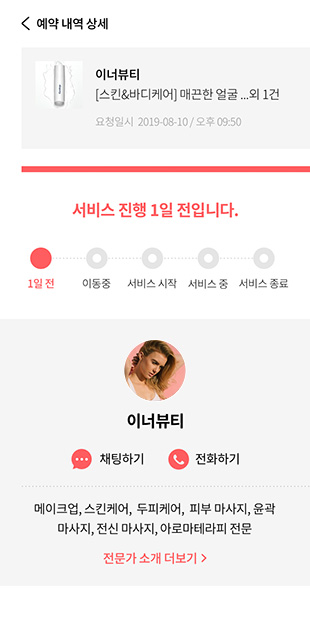 예약 내역 상세
이너뷰티
[스킨&바디케어] 매끈한 얼굴 ...외 1건
요청일시 2019-08-10 / 오후 09:50
서비스 진행 1일 전입니다.
1일 전 이동중 서비스 시작 서비스 중 서비스 종료
이너뷰티
채팅하기 전화하기
메이크업, 스킨케어, 두피케어, 피부 마사지, 윤곽
마사지, 전신 마사지, 아로마테라피 전문
전문가 소개 더보기 >